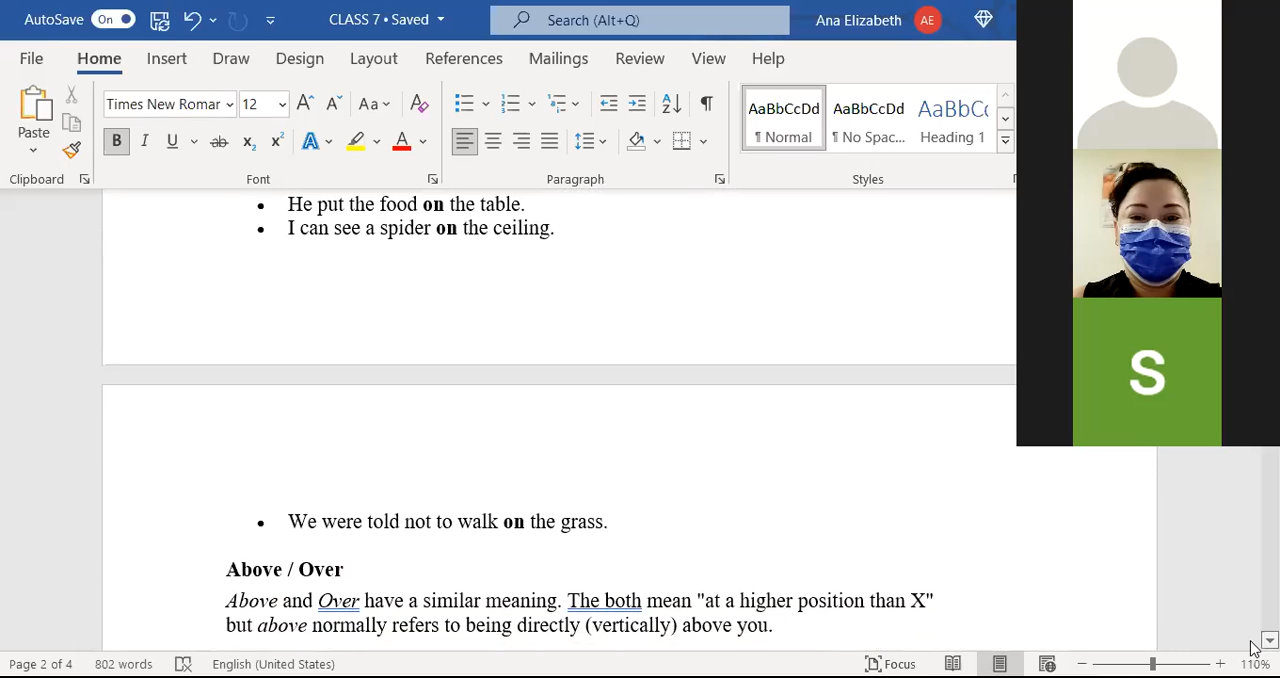 AutoSave On CLASS 7 • Saved Search (Alt+Q) Ana Elizabeth AE
File Home Insert Draw Design Layout References Mailings Review View Help
Paste Times New Romar 12 A A Aa A AaBbCcDd AaBbCcDd AaBbCc
B I U ab x2 x2 A A ¶ Normal ¶ No Spac... Heading 1
Clipboard Font Paragraph Styles
• He put the food on the table.
• I can see a spider on the ceiling.
S
• We were told not to walk on the grass.
Above / Over
Above and Over have a similar meaning. The both mean "at a higher position than X"
but above normally refers to being directly (vertically) above you.
Page 2 of 4 802 words English (United States) Focus 110%